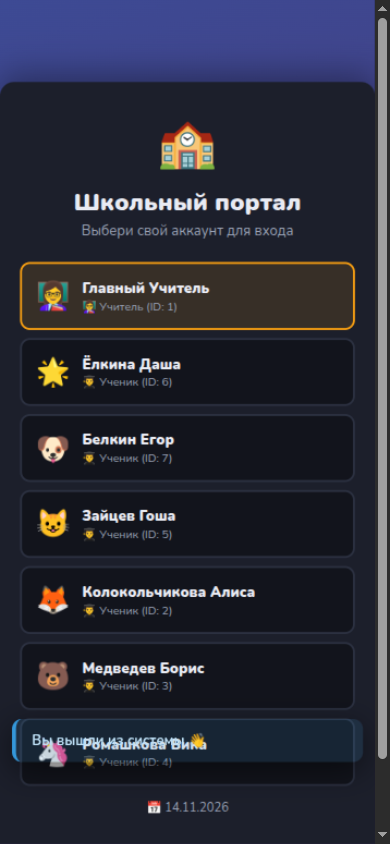 Школьный портал
Выбери свой аккаунт для входа
Главный Учитель
Учитель (ID: 1)
Ёлкина Даша
Ученик (ID: 6)
Белкин Егор
Ученик (ID: 7)
Зайцев Гоша
Ученик (ID: 5)
Колокольчикова Алиса
Ученик (ID: 2)
Медведев Борис
Ученик (ID: 3)
Вы вышли из системы 👋
Ромашкова Вика
Ученик (ID: 4)
14.11.2026